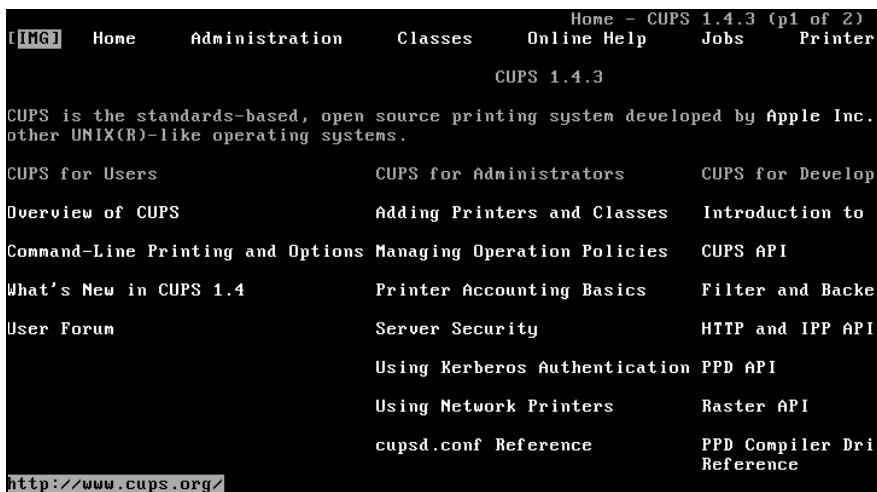 Home - CUPS 1.4.3 (p1 of 2)
[IMG] Home Administration Classes Online Help Jobs Printer
CUPS 1.4.3
CUPS is the standards-based, open source printing system developed by Apple Inc.
other UNIX(R)-like operating systems.
CUPS for Users CUPS for Administrators CUPS for Develop
Overview of CUPS Adding Printers and Classes Introduction to
Command-Line Printing and Options Managing Operation Policies CUPS API
What's New in CUPS 1.4 Printer Accounting Basics Filter and Backe
User Forum Server Security HTTP and IPP API
Using Kerberos Authentication PPD API
Using Network Printers Raster API
cupsd.conf Reference PPD Compiler Dri
Reference
http://www.cups.org/